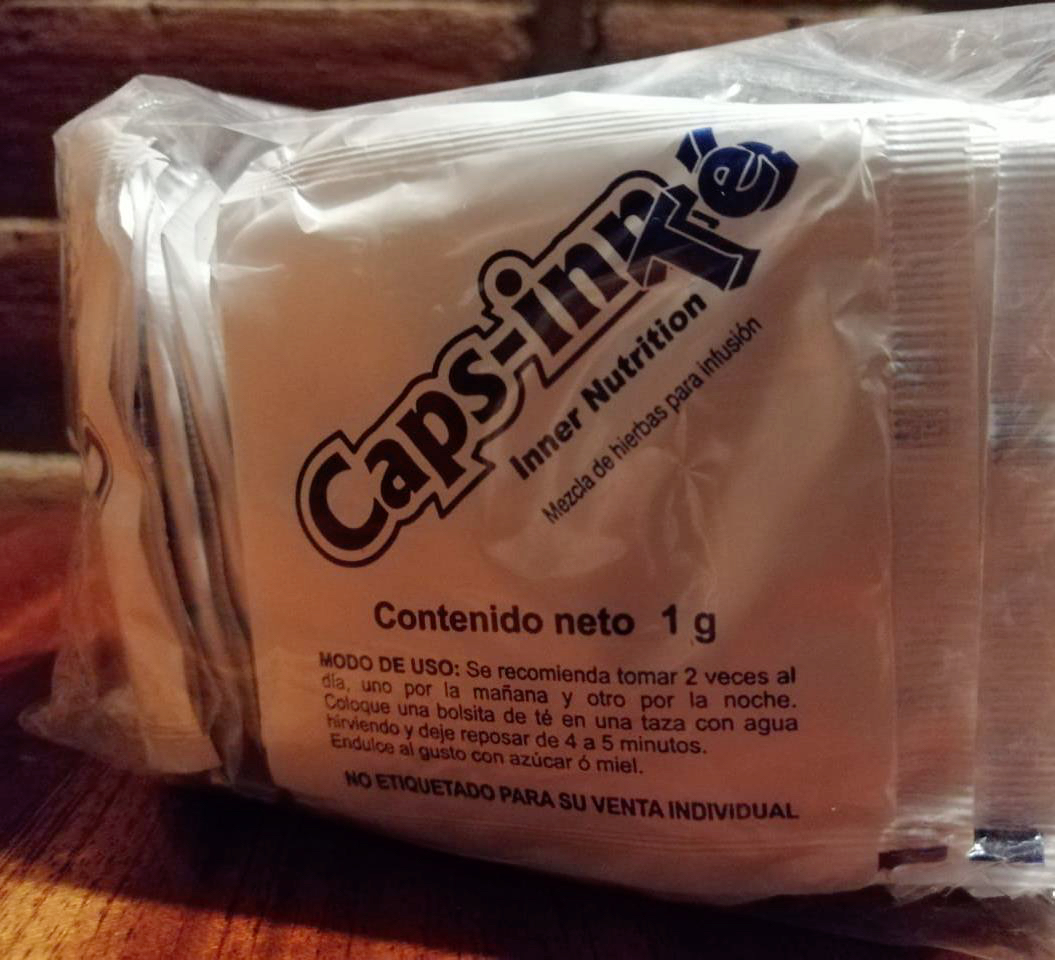 Caps-inn Té
Inner Nutrition
Mezcla de hierbas para infusión
Contenido neto 1 g
MODO DE USO: Se recomienda tomar 2 veces al
día, uno por la mañana y otro por la noche.
Coloque una bolsita de té en una taza con agua
hirviendo y deje reposar de 4 a 5 minutos.
Endulce al gusto con azúcar ó miel.
NO ETIQUETADO PARA SU VENTA INDIVIDUAL